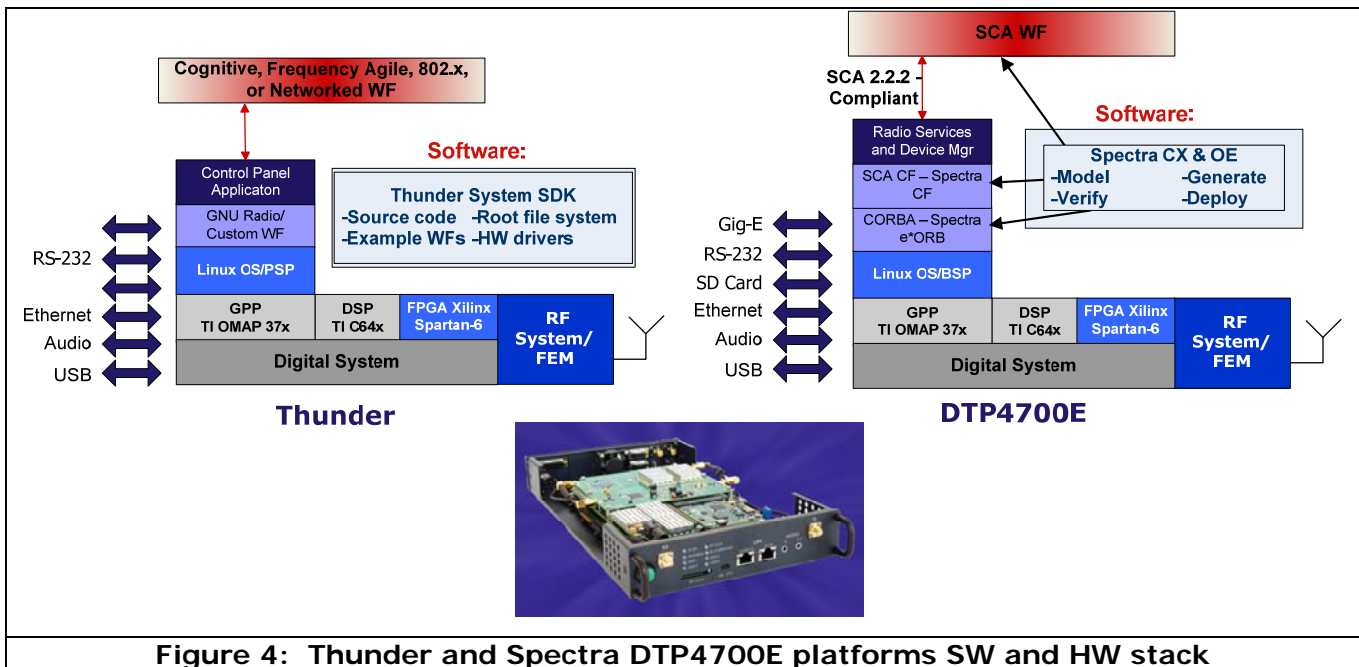 Cognitive, Frequency Agile, 802.x,
or Networked WF
Software:
Control Panel
Applicaton
GNU Radio/
Custom WF
Linux OS/PSP
Thunder System SDK
-Source code -Root file system
-Example WFs -HW drivers
RS-232
Ethernet
Audio
USB
GPP
TI OMAP 37x
DSP
TI C64x
FPGA Xilinx
Spartan-6
RF
System/
FEM
Digital System
Thunder
SCA WF
SCA 2.2.2 -
Compliant
Software:
Radio Services
and Device Mgr
SCA CF – Spectra
CF
CORBA – Spectra
e*ORB
Linux OS/BSP
Spectra CX & OE
-Model -Generate
-Verify -Deploy
Gig-E
RS-232
SD Card
Ethernet
Audio
USB
GPP
TI OMAP 37x
DSP
TI C64x
FPGA Xilinx
Spartan-6
RF
System/
FEM
Digital System
DTP4700E
Figure 4: Thunder and Spectra DTP4700E platforms SW and HW stack